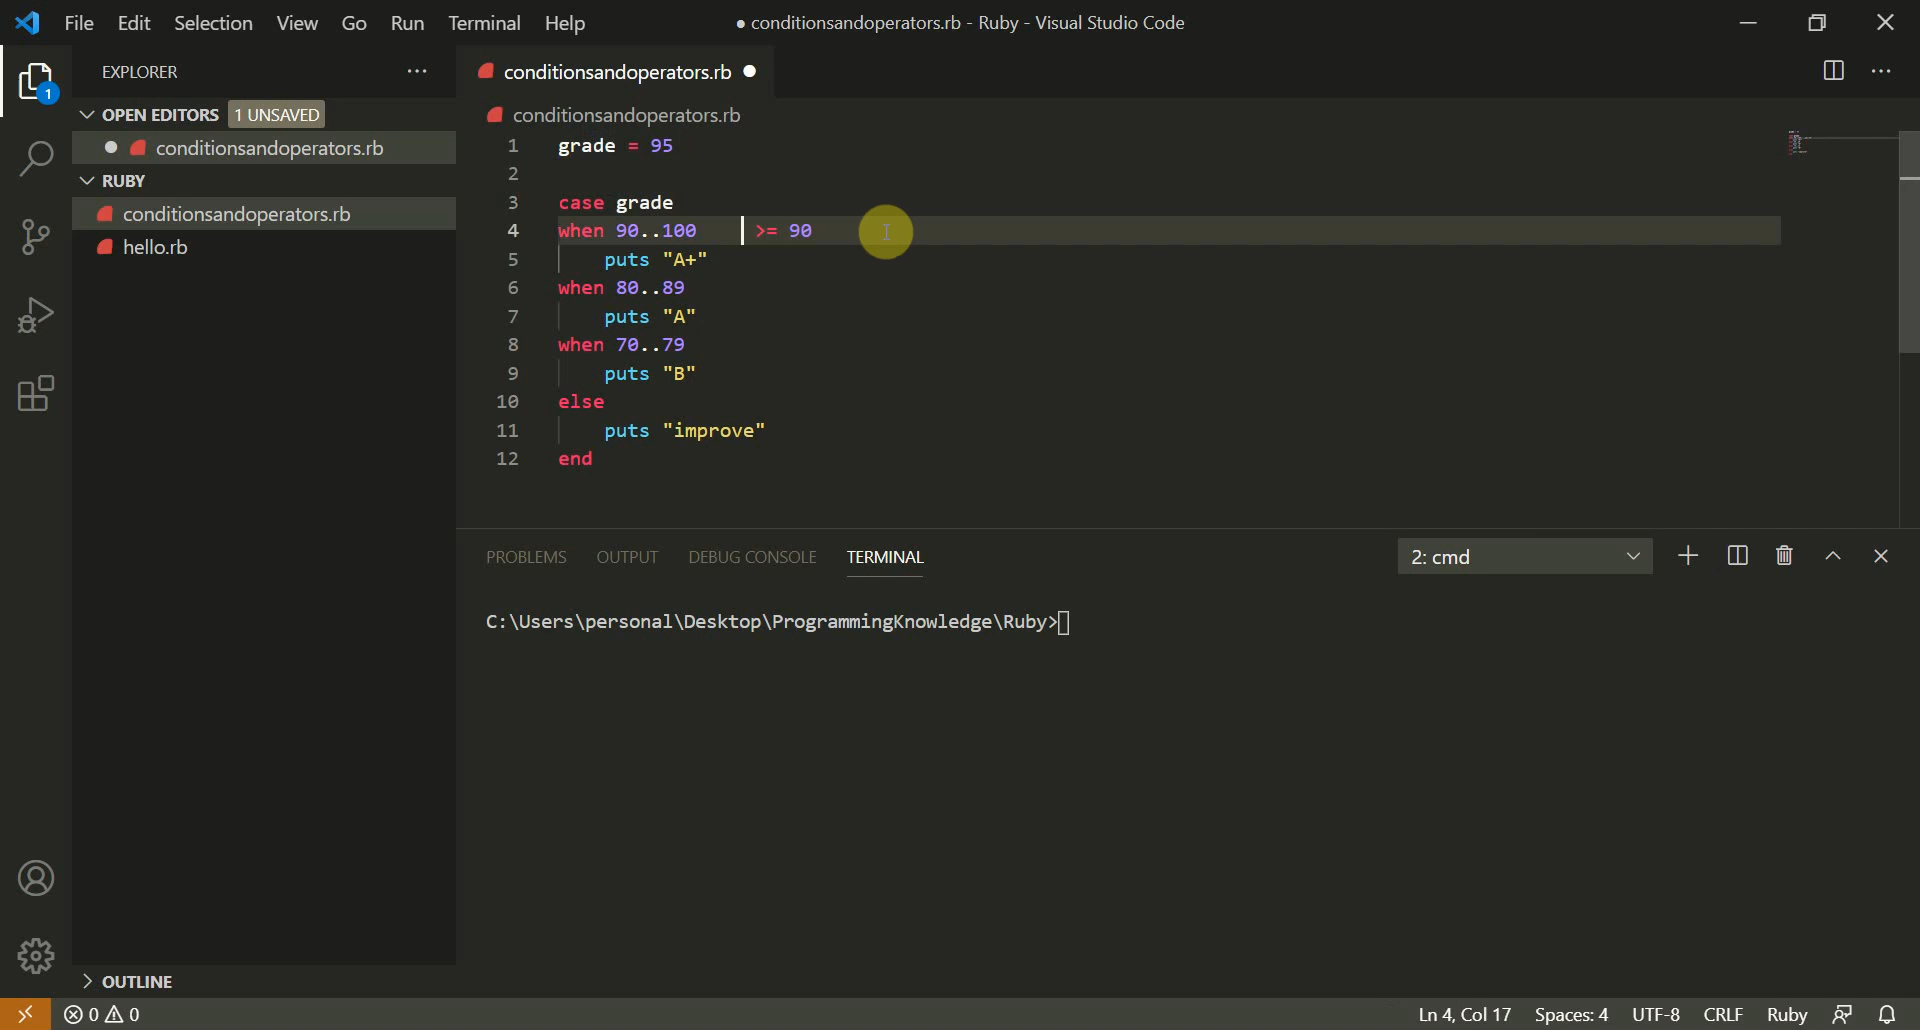 File Edit Selection View Go Run Terminal Help
● conditionsandoperators.rb - Ruby - Visual Studio Code
EXPLORER
1
OPEN EDITORS 1 UNSAVED
conditionsandoperators.rb
RUBY
conditionsandoperators.rb
hello.rb
OUTLINE
conditionsandoperators.rb
conditionsandoperators.rb
1 grade = 95
2
3 case grade
4 when 90..100 >= 90
5 puts "A+"
6 when 80..89
7 puts "A"
8 when 70..79
9 puts "B"
10 else
11 puts "improve"
12 end
PROBLEMS OUTPUT DEBUG CONSOLE TERMINAL 2: cmd
C:\Users\personal\Desktop\ProgrammingKnowledge\Ruby>
0 0 Ln 4, Col 17 Spaces: 4 UTF-8 CRLF Ruby